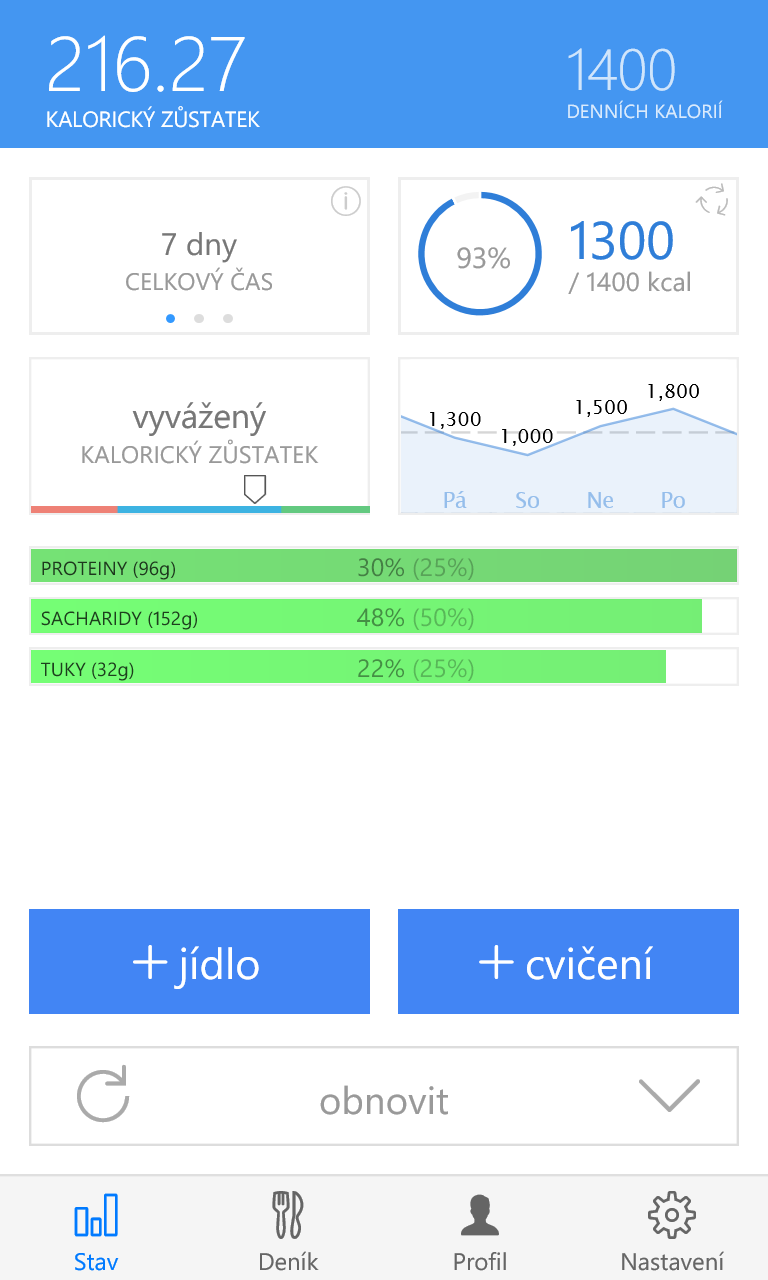 216.27
KALORICKÝ ZŮSTATEK
1400
DENNÍCH KALORIÍ
7 dny
CELKOVÝ ČAS
93%
1300
/ 1400 kcal
vyvážený
KALORICKÝ ZŮSTATEK
1,300
1,000
1,500
1,800
Pá
So
Ne
Po
PROTEINY (96g) 30% (25%)
SACHARIDY (152g) 48% (50%)
TUKY (32g) 22% (25%)
+ jídlo
+ cvičení
obnovit
Stav
Deník
Profil
Nastavení